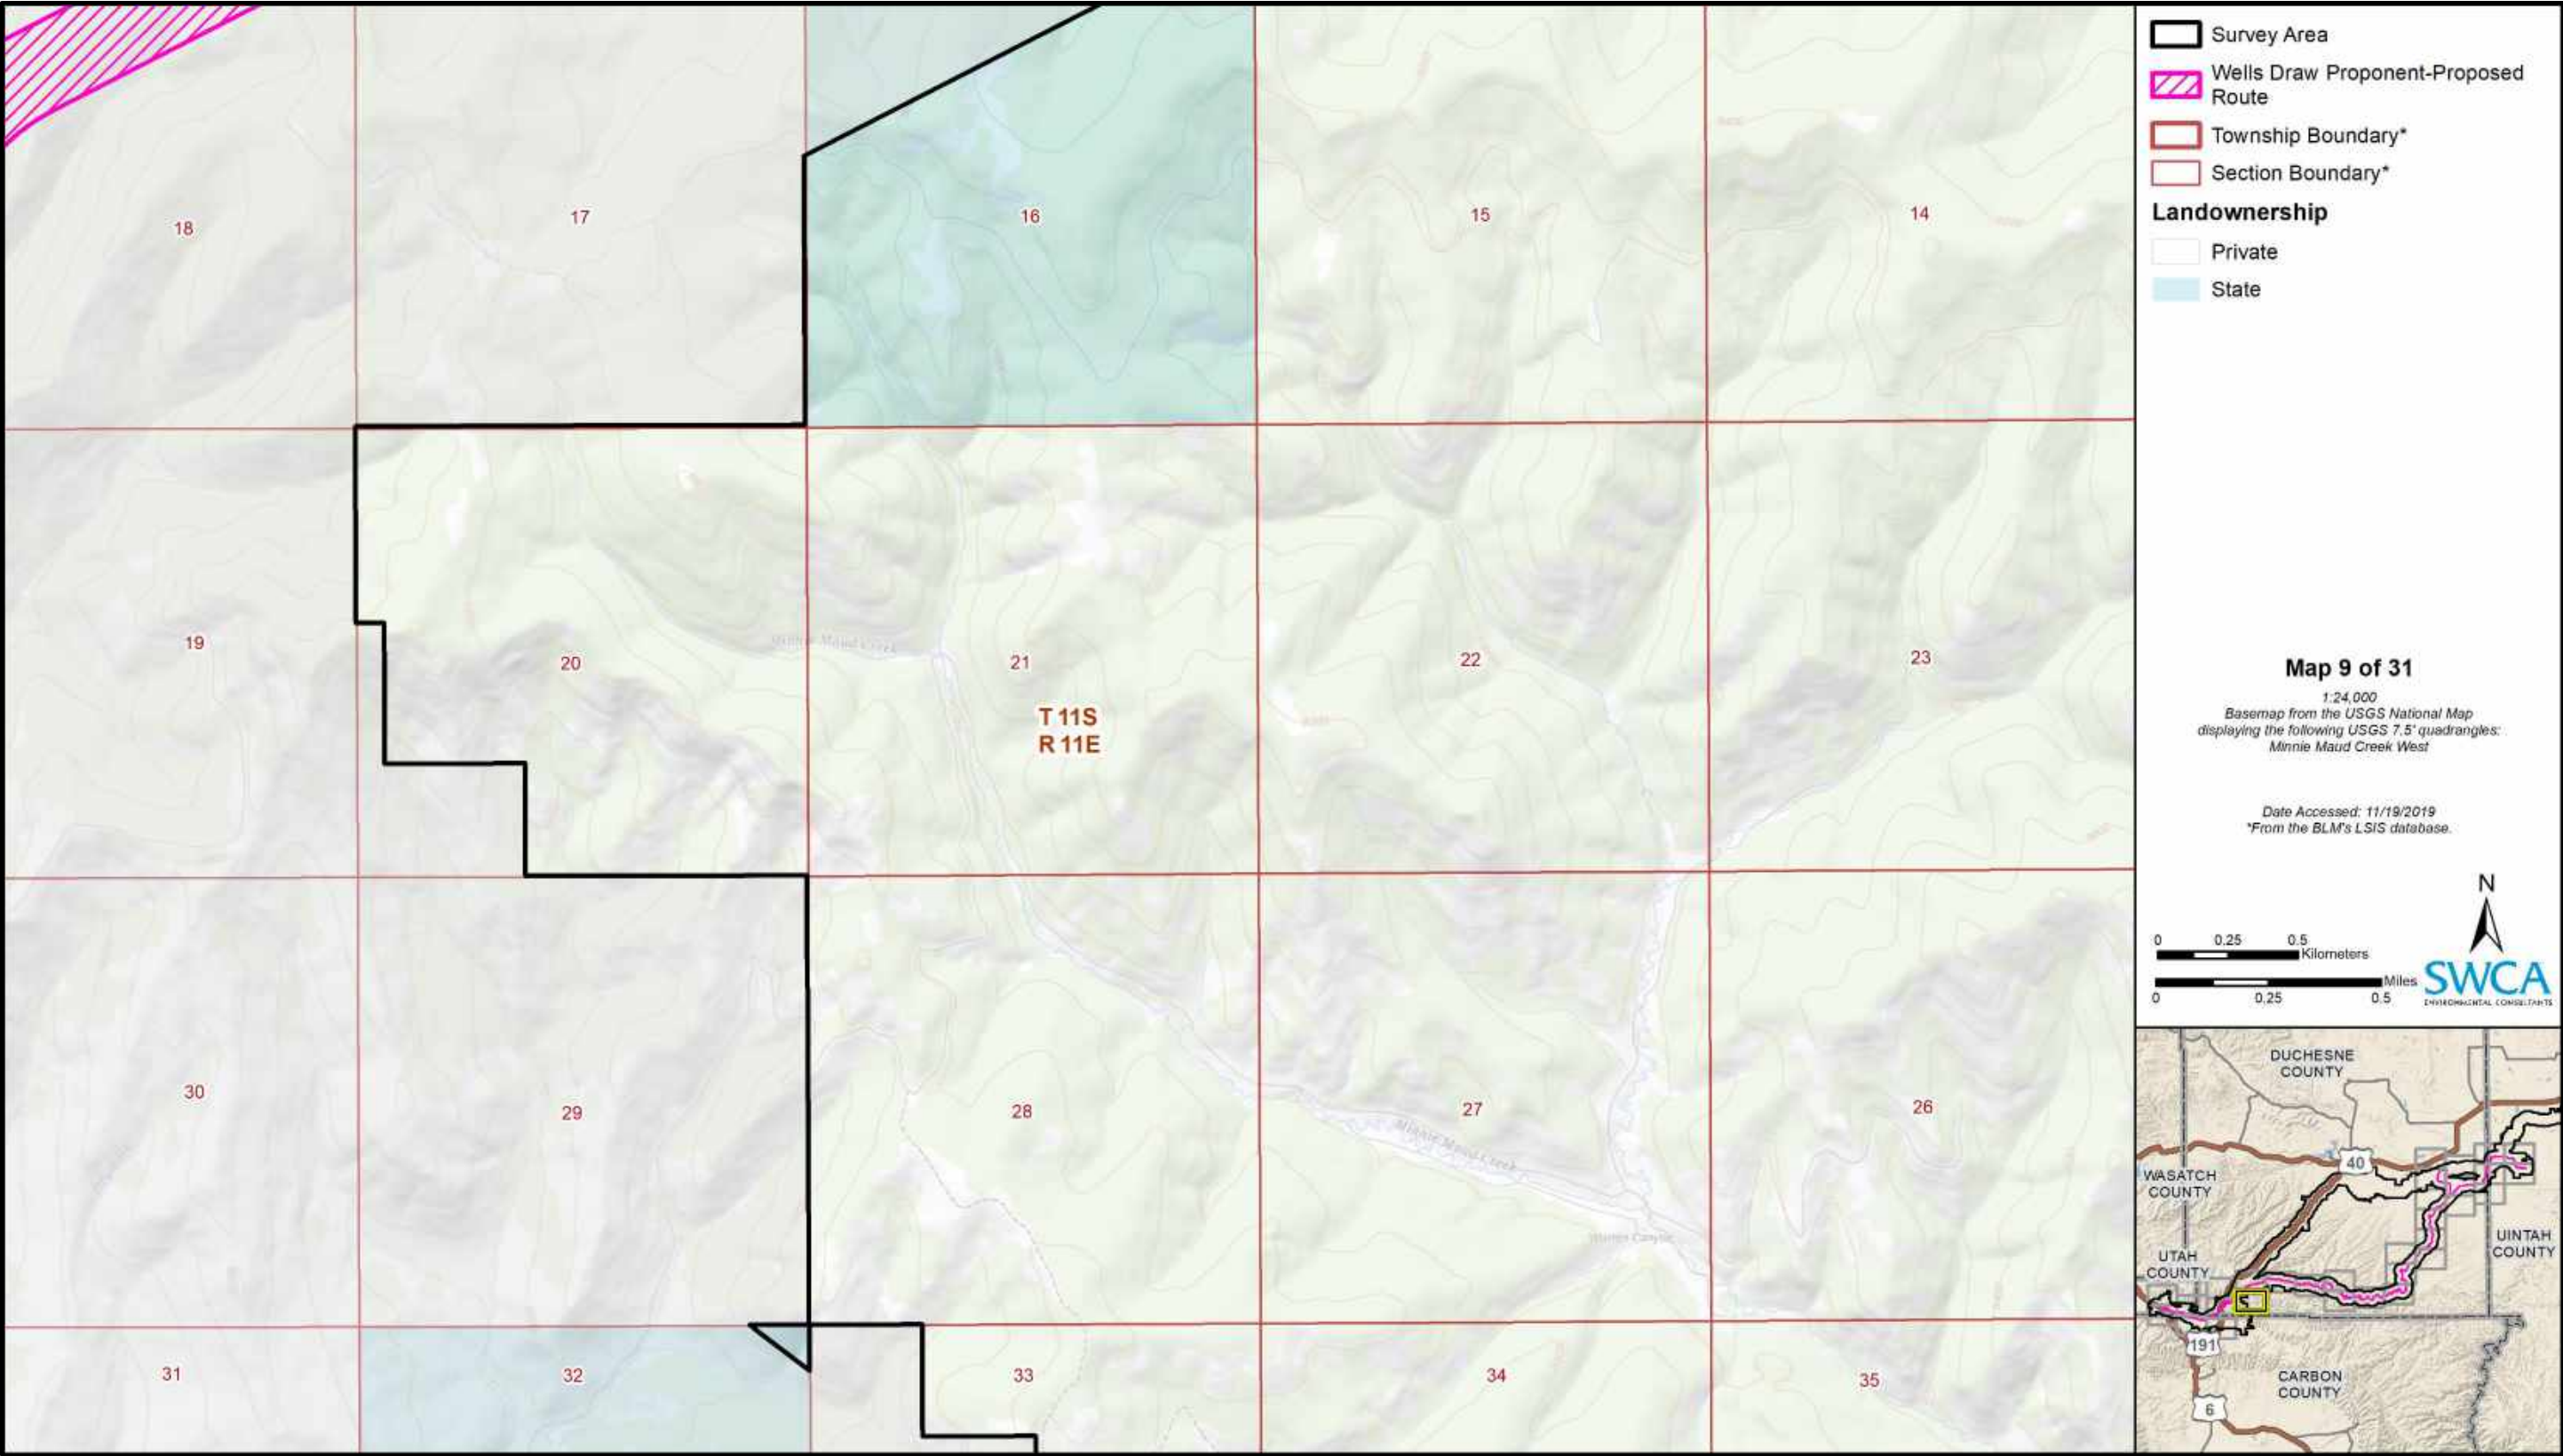 Survey Area
Wells Draw Proponent-Proposed
Route
Township Boundary*
Section Boundary*
Landownership
Private
State
18
17
16
15
14
19
20
21
22
23
Minnie Maud Creek
T 11S
R 11E
30
29
28
27
26
Minnie Maud Creek
31
32
33
34
35
Map 9 of 31
1:24,000
Basemap from the USGS National Map
displaying the following USGS 7.5' quadrangles:
Minnie Maud Creek West
Date Accessed: 11/19/2019
*From the BLM's LSIS database.
N
0 0.25 0.5
Kilometers
Miles
0 0.25 0.5
SWCA
ENVIRONMENTAL CONSULTANTS
DUCHESNE
COUNTY
40
WASATCH
COUNTY
UINTAH
COUNTY
UTAH
COUNTY
191
CARBON
COUNTY
6